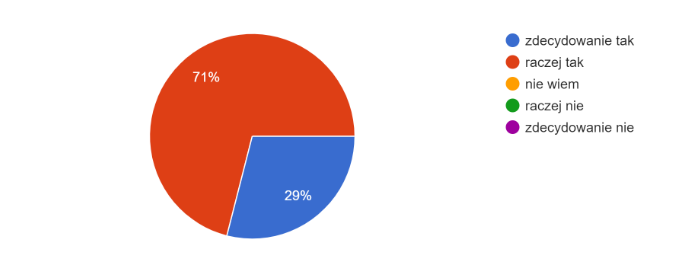 71%
29%
zdecydowanie tak
raczej tak
nie wiem
raczej nie
zdecydowanie nie